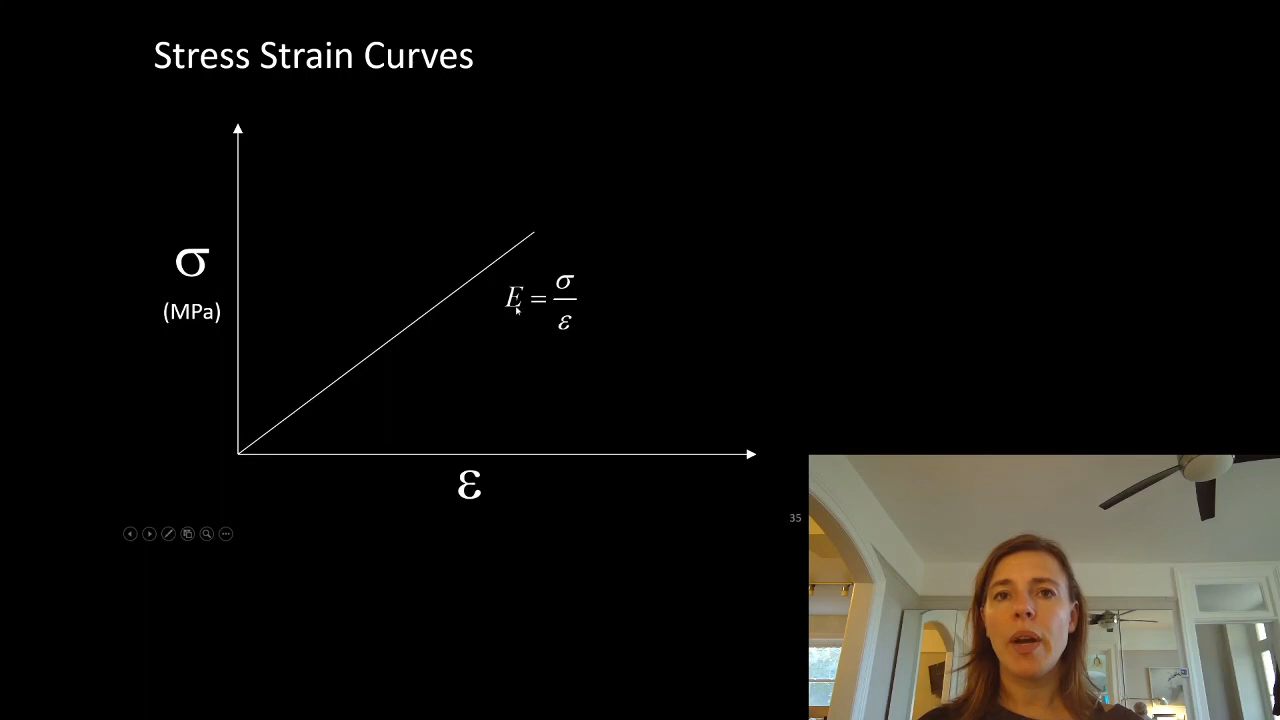 Stress Strain Curves
σ
(MPa)
E = σ/ε
ε
35